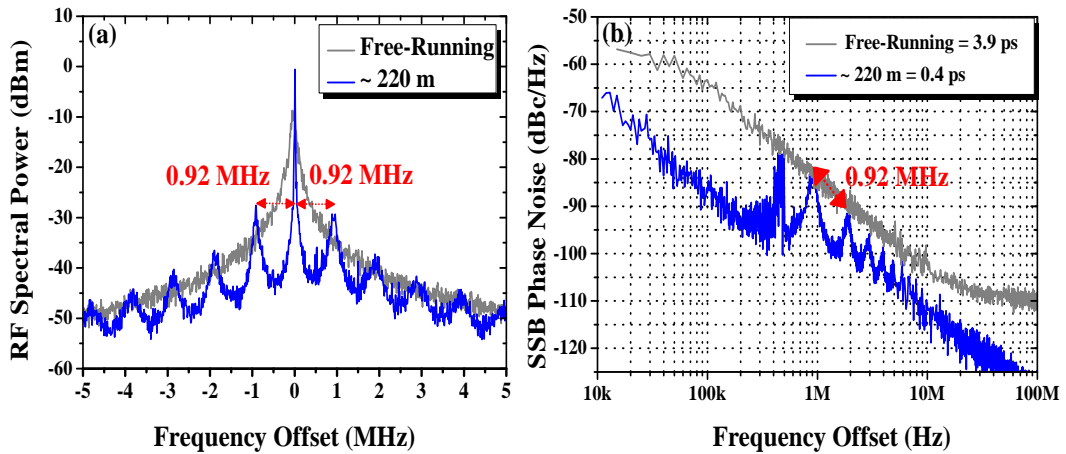 (a)
Free-Running
~ 220 m
0.92 MHz
0.92 MHz
RF Spectral Power (dBm)
10
0
-10
-20
-30
-40
-50
-60
-5 -4 -3 -2 -1 0 1 2 3 4 5
Frequency Offset (MHz)
(b)
Free-Running = 3.9 ps
~ 220 m = 0.4 ps
0.92 MHz
SSB Phase Noise (dBc/Hz)
-50
-60
-70
-80
-90
-100
-110
-120
10k 100k 1M 10M 100M
Frequency Offset (Hz)